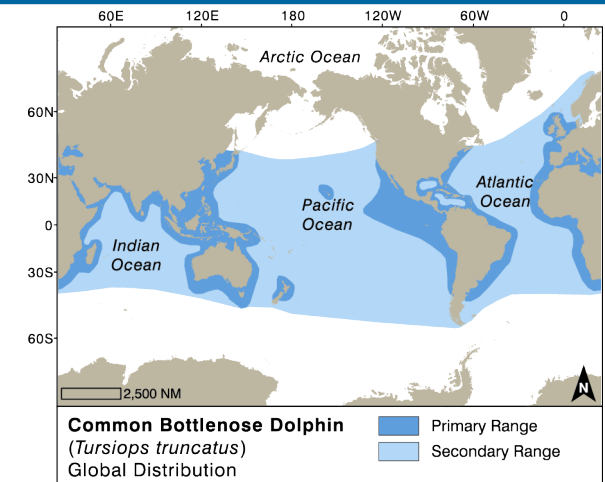 60E 120E 180 120W 60W 0
Arctic Ocean
60N
30N
Atlantic
Ocean
Pacific
Ocean
0
Indian
Ocean
30S
60S
2,500 NM
N
Common Bottlenose Dolphin
(Tursiops truncatus)
Global Distribution
Primary Range
Secondary Range